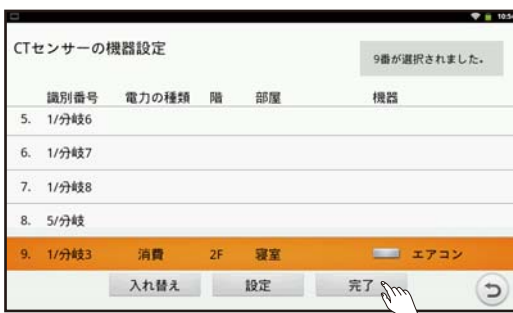 10:54
CTセンサーの機器設定
9番が選択されました.
識別番号 電力の種類 階 部屋 機器
5. 1/分岐6
6. 1/分岐7
7. 1/分岐8
8. 5/分岐
9. 1/分岐3 消費 2F 寝室 エアコン
入れ替え 設定 完了